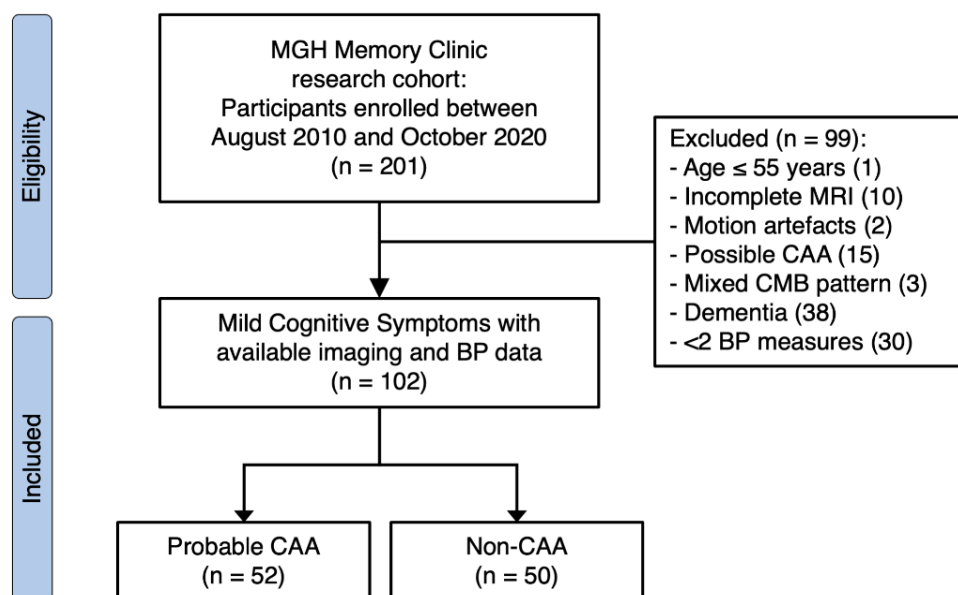 Eligibility
MGH Memory Clinic
research cohort:
Participants enrolled between
August 2010 and October 2020
(n = 201)
Excluded (n = 99):
- Age ≤ 55 years (1)
- Incomplete MRI (10)
- Motion artefacts (2)
- Possible CAA (15)
- Mixed CMB pattern (3)
- Dementia (38)
- <2 BP measures (30)
Included
Mild Cognitive Symptoms with
available imaging and BP data
(n = 102)
Probable CAA
(n = 52)
Non-CAA
(n = 50)